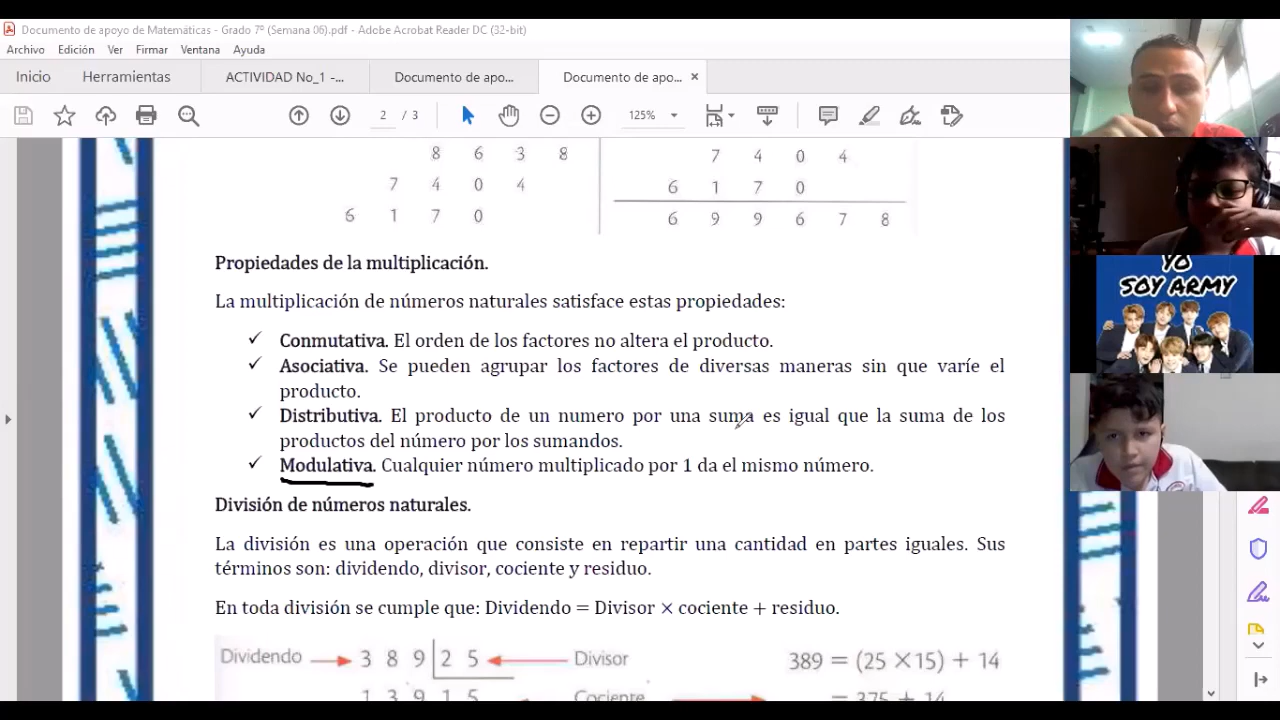 Documento de apoyo de Matemáticas - Grado 7º (Semana 06).pdf - Adobe Acrobat Reader DC (32-bit)
Archivo Edición Ver Firmar Ventana Ayuda
Inicio Herramientas ACTIVIDAD No_1 -... Documento de apo... Documento de apo... ×
2 / 3 125%
8 6 3 8 7 4 0 4
7 4 0 4 6 1 7 0
6 1 7 0 6 9 9 6 7 8
Propiedades de la multiplicación.
La multiplicación de números naturales satisface estas propiedades:
✓ Conmutativa. El orden de los factores no altera el producto.
✓ Asociativa. Se pueden agrupar los factores de diversas maneras sin que varíe el
producto.
✓ Distributiva. El producto de un numero por una suma es igual que la suma de los
productos del número por los sumandos.
✓ Modulativa. Cualquier número multiplicado por 1 da el mismo número.
División de números naturales.
La división es una operación que consiste en repartir una cantidad en partes iguales. Sus
términos son: dividendo, divisor, cociente y residuo.
En toda división se cumple que: Dividendo = Divisor × cociente + residuo.
Dividendo 3 8 9 2 5 Divisor 389 = (25 ×15) + 14
1 3 9 1 5 Cociente = 375 + 14
YO
SOY ARMY